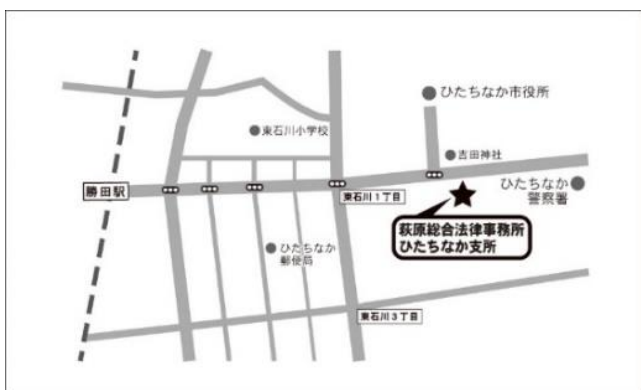 ひたちなか市役所
東石川小学校
吉田神社
勝田駅
東石川1丁目
ひたちなか
警察署
萩原総合法律事務所
ひたちなか支所
ひたちなか
郵便局
東石川3丁目